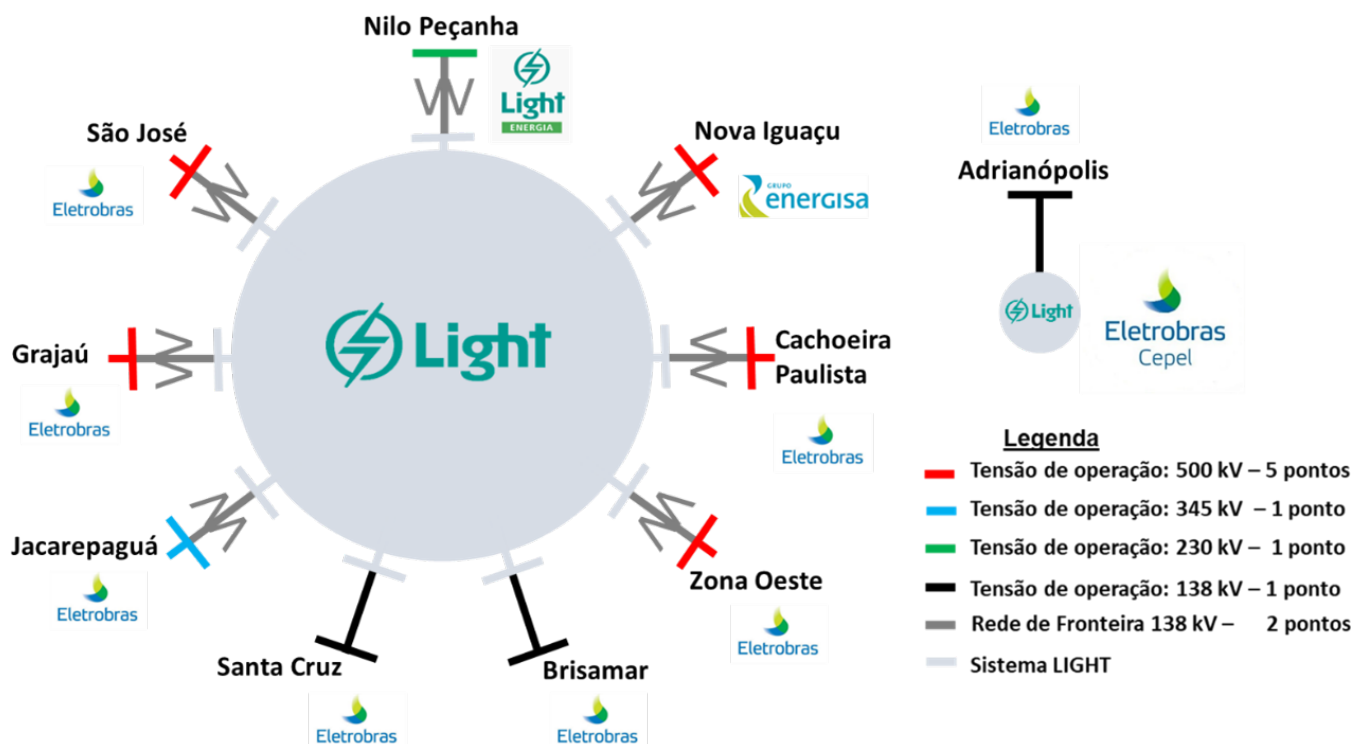 Nilo Peçanha
Light
ENERGIA
São José
Eletrobras
Nova Iguaçu
GRUPO
energisa
Eletrobras
Adrianópolis
Light
Eletrobras
Cepel
Light
Grajaú
Eletrobras
Cachoeira
Paulista
Eletrobras
Jacarepaguá
Eletrobras
Zona Oeste
Eletrobras
Santa Cruz
Eletrobras
Brisamar
Eletrobras
Legenda
Tensão de operação: 500 kV – 5 pontos
Tensão de operação: 345 kV – 1 ponto
Tensão de operação: 230 kV – 1 ponto
Tensão de operação: 138 kV – 1 ponto
Rede de Fronteira 138 kV – 2 pontos
Sistema LIGHT